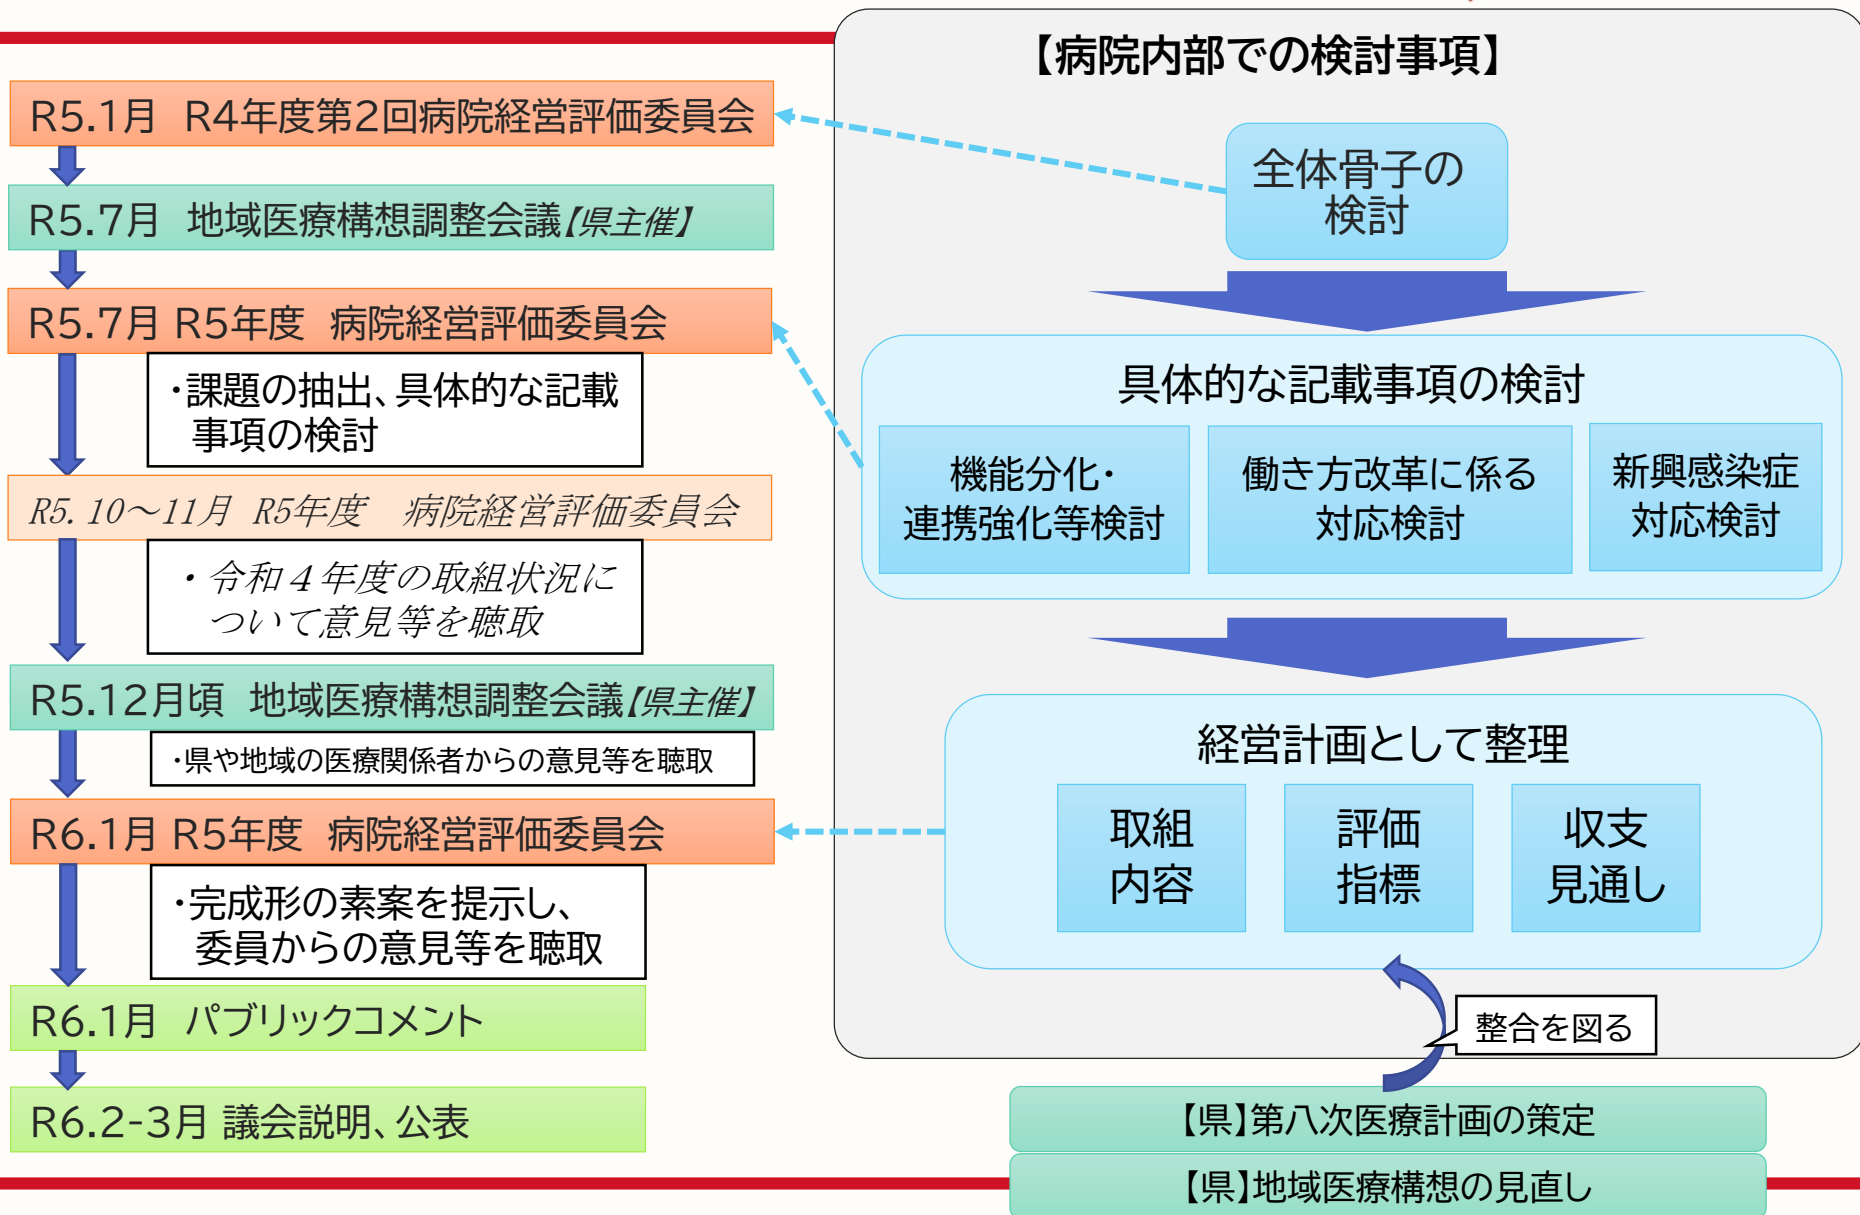 R5.1月　R4年度第2回病院経営評価委員会
R5.7月　地域医療構想調整会議【県主催】
R5.7月 R5年度　病院経営評価委員会
・課題の抽出、具体的な記載
事項の検討
R5.10～11月 R5年度　病院経営評価委員会
・令和４年度の取組状況に
ついて意見等を聴取
R5.12月頃　地域医療構想調整会議【県主催】
・県や地域の医療関係者からの意見等を聴取
R6.1月 R5年度　病院経営評価委員会
・完成形の素案を提示し、
委員からの意見等を聴取
R6.1月　パブリックコメント
R6.2-3月 議会説明、公表
【病院内部での検討事項】
全体骨子の
検討
具体的な記載事項の検討
機能分化・
連携強化等検討
働き方改革に係る
対応検討
新興感染症
対応検討
経営計画として整理
取組
内容
評価
指標
収支
見通し
整合を図る
【県】第八次医療計画の策定
【県】地域医療構想の見直し